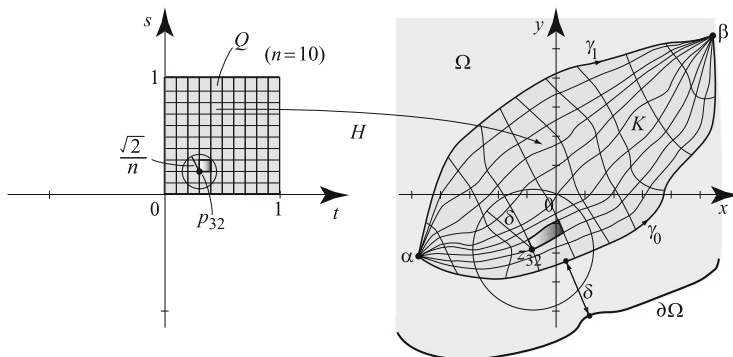 s
Q
(n=10)
1
√2/n
H
0
p32
1
t
y
β
γ1
Ω
K
0
x
δ
z32
γ0
α
δ
∂Ω